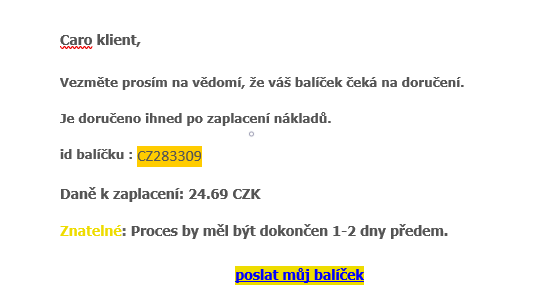 Caro klient,
Vezměte prosím na vědomí, že váš balíček čeká na doručení.
Je doručeno ihned po zaplacení nákladů.
id balíčku : CZ283309
Daně k zaplacení: 24.69 CZK
Znatelné: Proces by měl být dokončen 1-2 dny předem.
poslat můj balíček